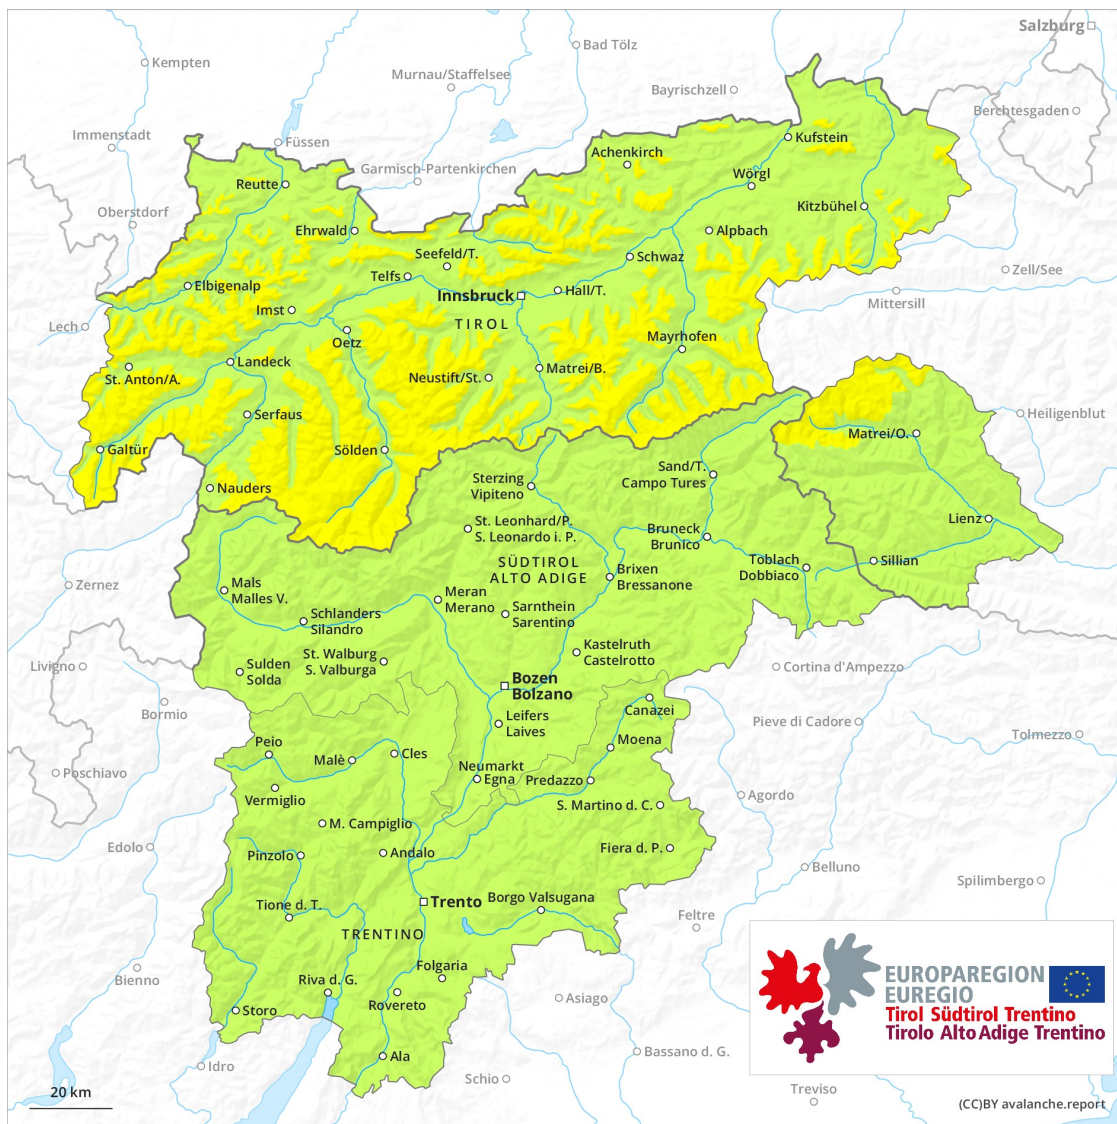 Salzburg
Bad Tölz
Kempten
Murnau/Staffelsee
Bayrischzell
Berchtesgaden
Immenstadt
Füssen
Kufstein
Achenkirch
Garmisch-Partenkirchen
Wörgl
Reutte
Oberstdorf
Kitzbühel
Ehrwald
Alpbach
Seefeld/T.
Schwaz
Telfs
Zell/See
Elbigenalp
Innsbruck
Hall/T.
Mittersill
Imst
TIROL
Lech
Oetz
Mayrhofen
Landeck
Matrei/B.
St. Anton/A.
Neustift/St.
Serfaus
Heiligenblut
Matrei/O.
Galtür
Sölden
Sand/T.
Campo Tures
Sterzing
Vipiteno
Nauders
Lienz
St. Leonhard/P.
S. Leonardo i. P.
Bruneck
Brunico
SÜDTIROL
ALTO ADIGE
Toblach
Dobbiaco
Sillian
Brixen
Bressanone
Zernez
Mals
Malles V.
Meran
Merano
Sarnthein
Sarentino
Schlanders
Silandro
Kastelruth
Castelrotto
St. Walburg
S. Valburga
Livigno
Sulden
Solda
Cortina d'Ampezzo
Bozen
Bolzano
Bormio
Canazei
Leifers
Laives
Pieve di Cadore
Tolmezzo
Moena
Peio
Cles
Malè
Poschiavo
Neumarkt
Egna
Predazzo
Vermiglio
Agordo
S. Martino d. C.
M. Campiglio
Edolo
Pinzolo
Andalo
Fiera d. P.
Belluno
Spilimbergo
Trento
Borgo Valsugana
Tione d. T.
Feltre
TRENTINO
Folgaria
Bienno
Riva d. G.
Rovereto
Asiago
Storo
EUROPAREGION
EUREGIO
Tirol Südtirol Trentino
Tirolo Alto Adige Trentino
Ala
Bassano d. G.
Idro
Schio
Treviso
20 km
(CC)BY avalanche.report